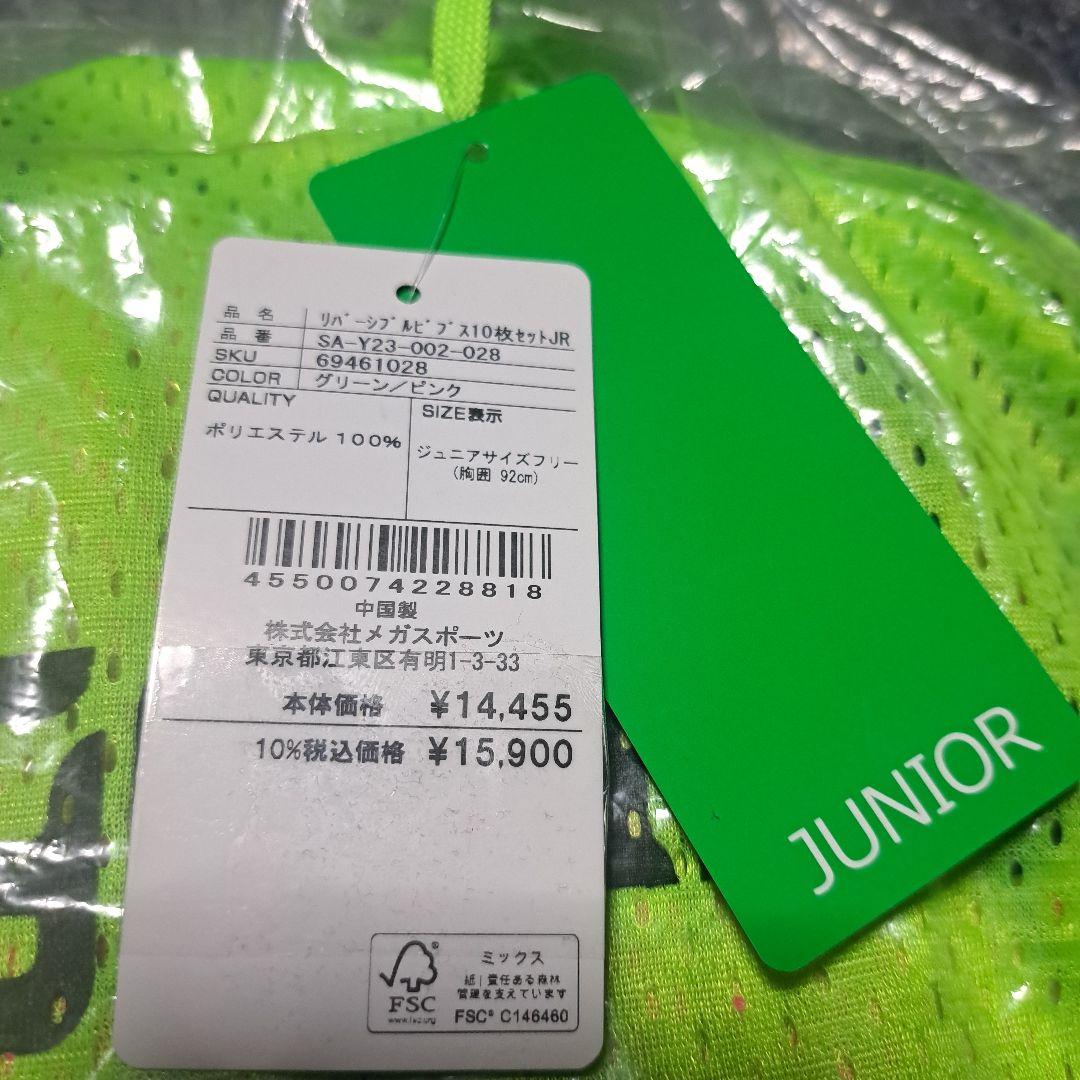 品 名 ﾘﾊﾞｰｼﾌﾞﾙﾋﾞﾌﾞｽ10枚ｾｯﾄJR
品 番 SA-Y23-002-028
SKU 69461028
COLOR グリーン／ピンク
QUALITY
ポリエステル 100%
SIZE表示
ジュニアサイズフリー
(胸囲 92cm)
4550074228818
中国製
株式会社メガスポーツ
東京都江東区有明1-3-33
本体価格 ¥14,455
10%税込価格 ¥15,900
FSC
www.fsc.org
ミックス
紙｜責任ある森林
管理を支えています
FSC® C146460
JUNIOR